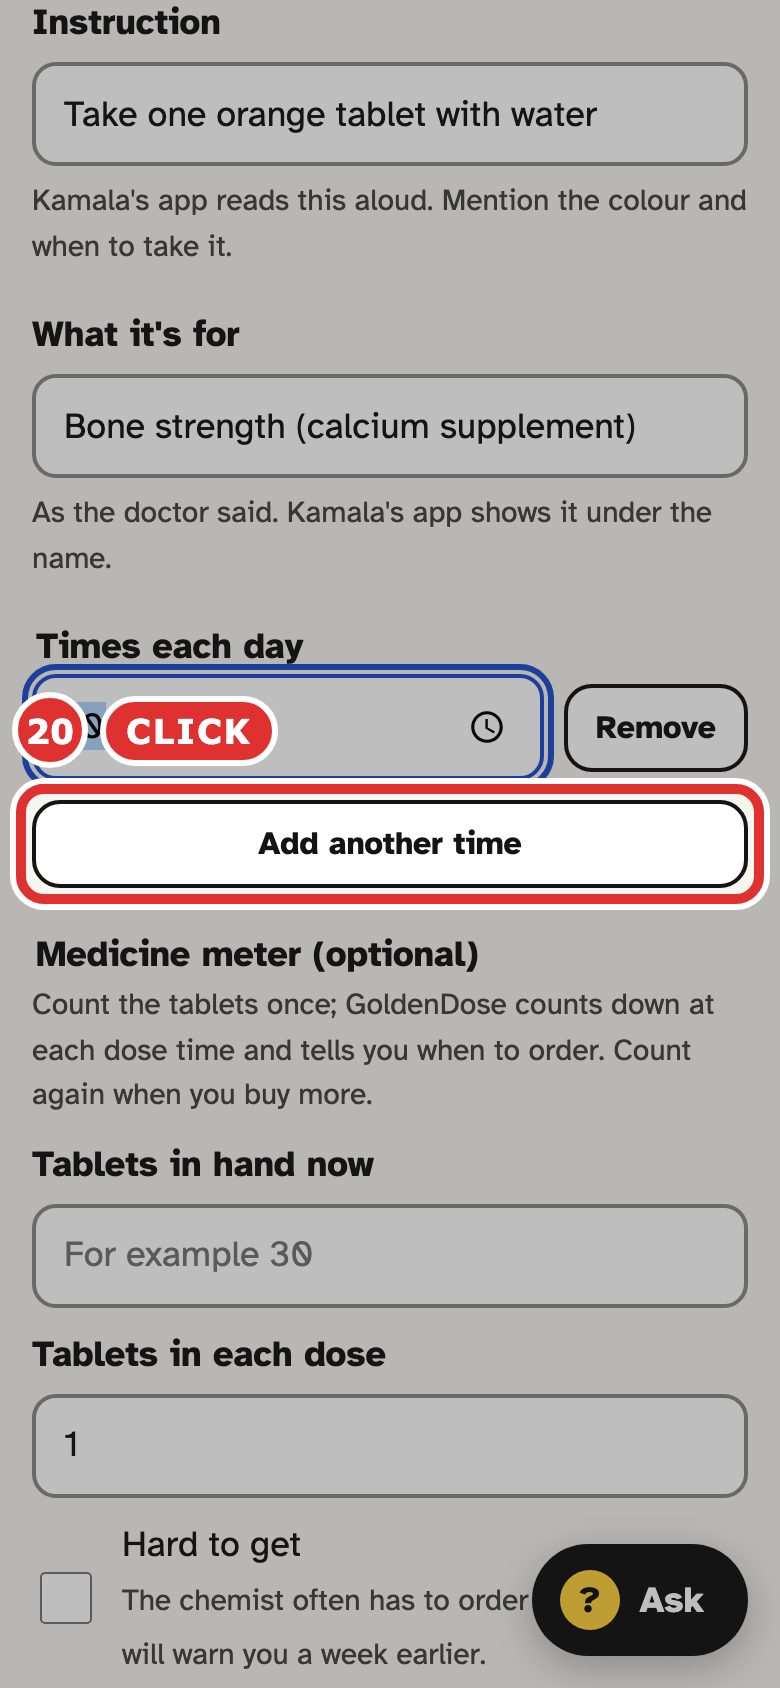 Instruction
Take one orange tablet with water
Kamala's app reads this aloud. Mention the colour and
when to take it.
What it's for
Bone strength (calcium supplement)
As the doctor said. Kamala's app shows it under the
name.
Times each day
20 CLICK
Remove
Add another time
Medicine meter (optional)
Count the tablets once; GoldenDose counts down at
each dose time and tells you when to order. Count
again when you buy more.
Tablets in hand now
For example 30
Tablets in each dose
1
Hard to get
The chemist often has to order
will warn you a week earlier.
? Ask